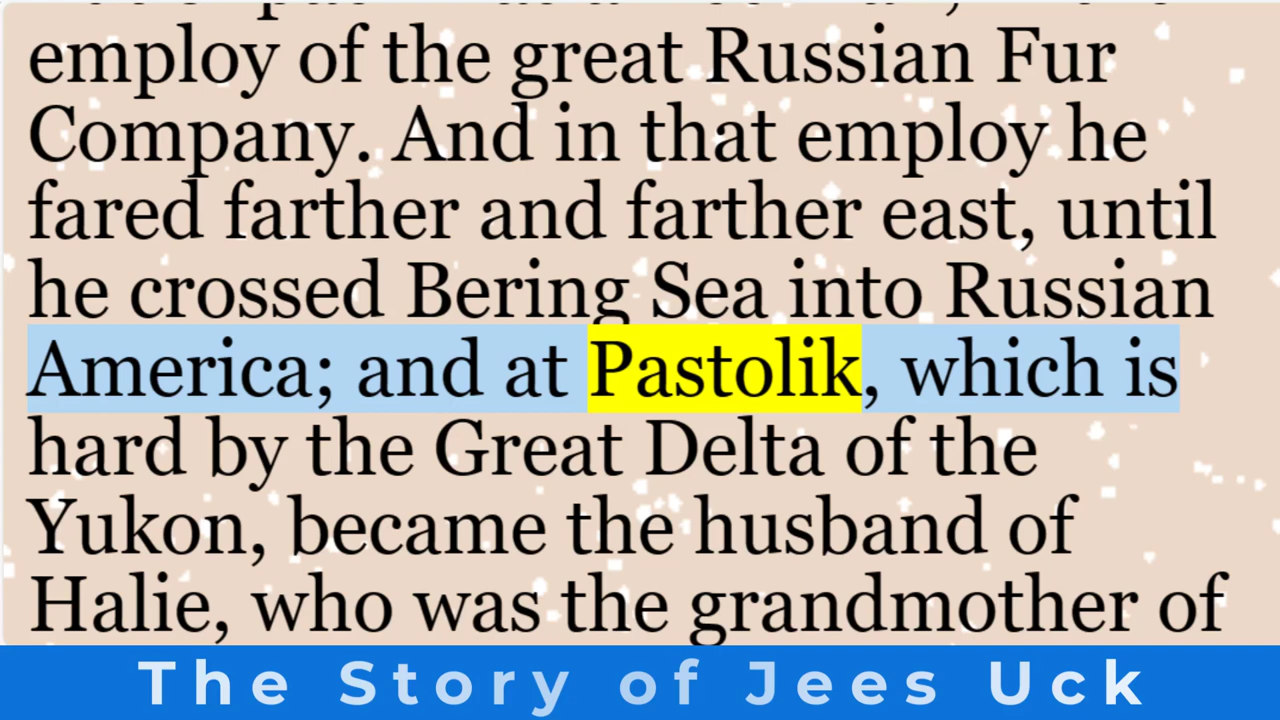 employ of the great Russian Fur
Company. And in that employ he
fared farther and farther east, until
he crossed Bering Sea into Russian
America; and at Pastolik, which is
hard by the Great Delta of the
Yukon, became the husband of
Halie, who was the grandmother of
The Story of Jees Uck